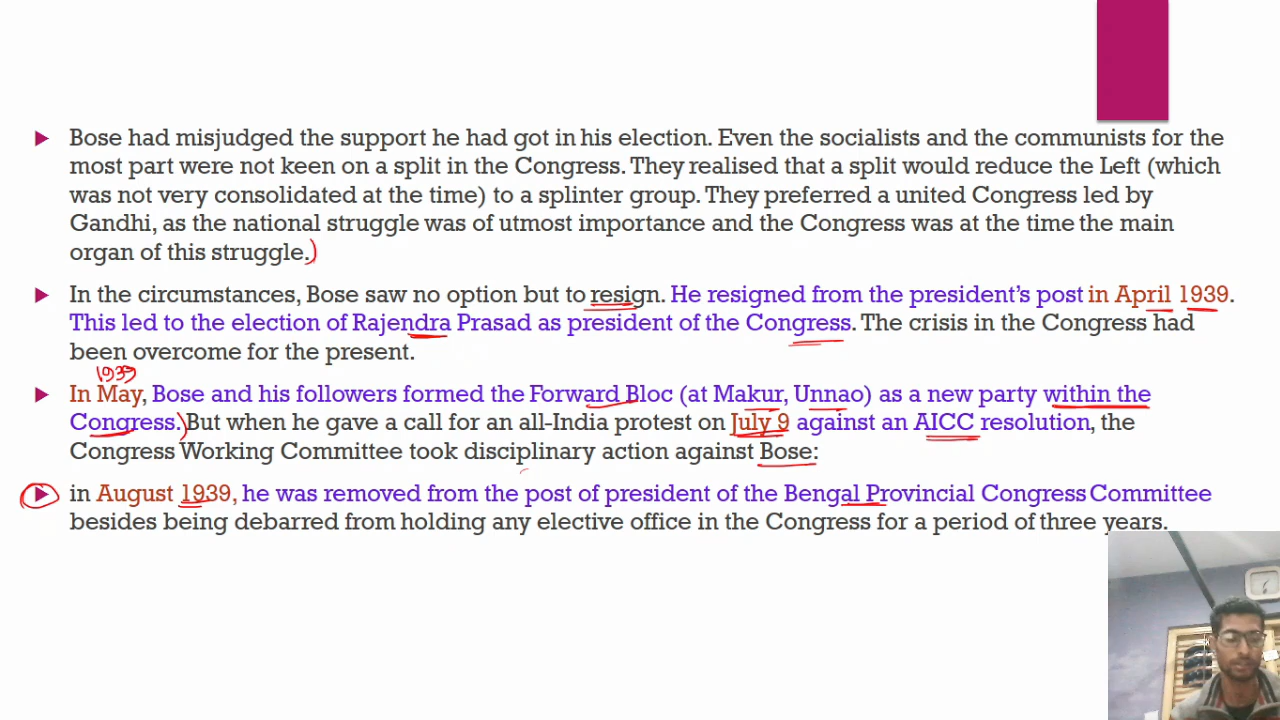 Bose had misjudged the support he had got in his election. Even the socialists and the communists for the
most part were not keen on a split in the Congress. They realised that a split would reduce the Left (which
was not very consolidated at the time) to a splinter group. They preferred a united Congress led by
Gandhi, as the national struggle was of utmost importance and the Congress was at the time the main
organ of this struggle.
In the circumstances, Bose saw no option but to resign. He resigned from the president's post in April 1939.
This led to the election of Rajendra Prasad as president of the Congress. The crisis in the Congress had
been overcome for the present.
1939
In May, Bose and his followers formed the Forward Bloc (at Makur, Unnao) as a new party within the
Congress. But when he gave a call for an all-India protest on July 9 against an AICC resolution, the
Congress Working Committee took disciplinary action against Bose:
in August 1939, he was removed from the post of president of the Bengal Provincial Congress Committee
besides being debarred from holding any elective office in the Congress for a period of three years.